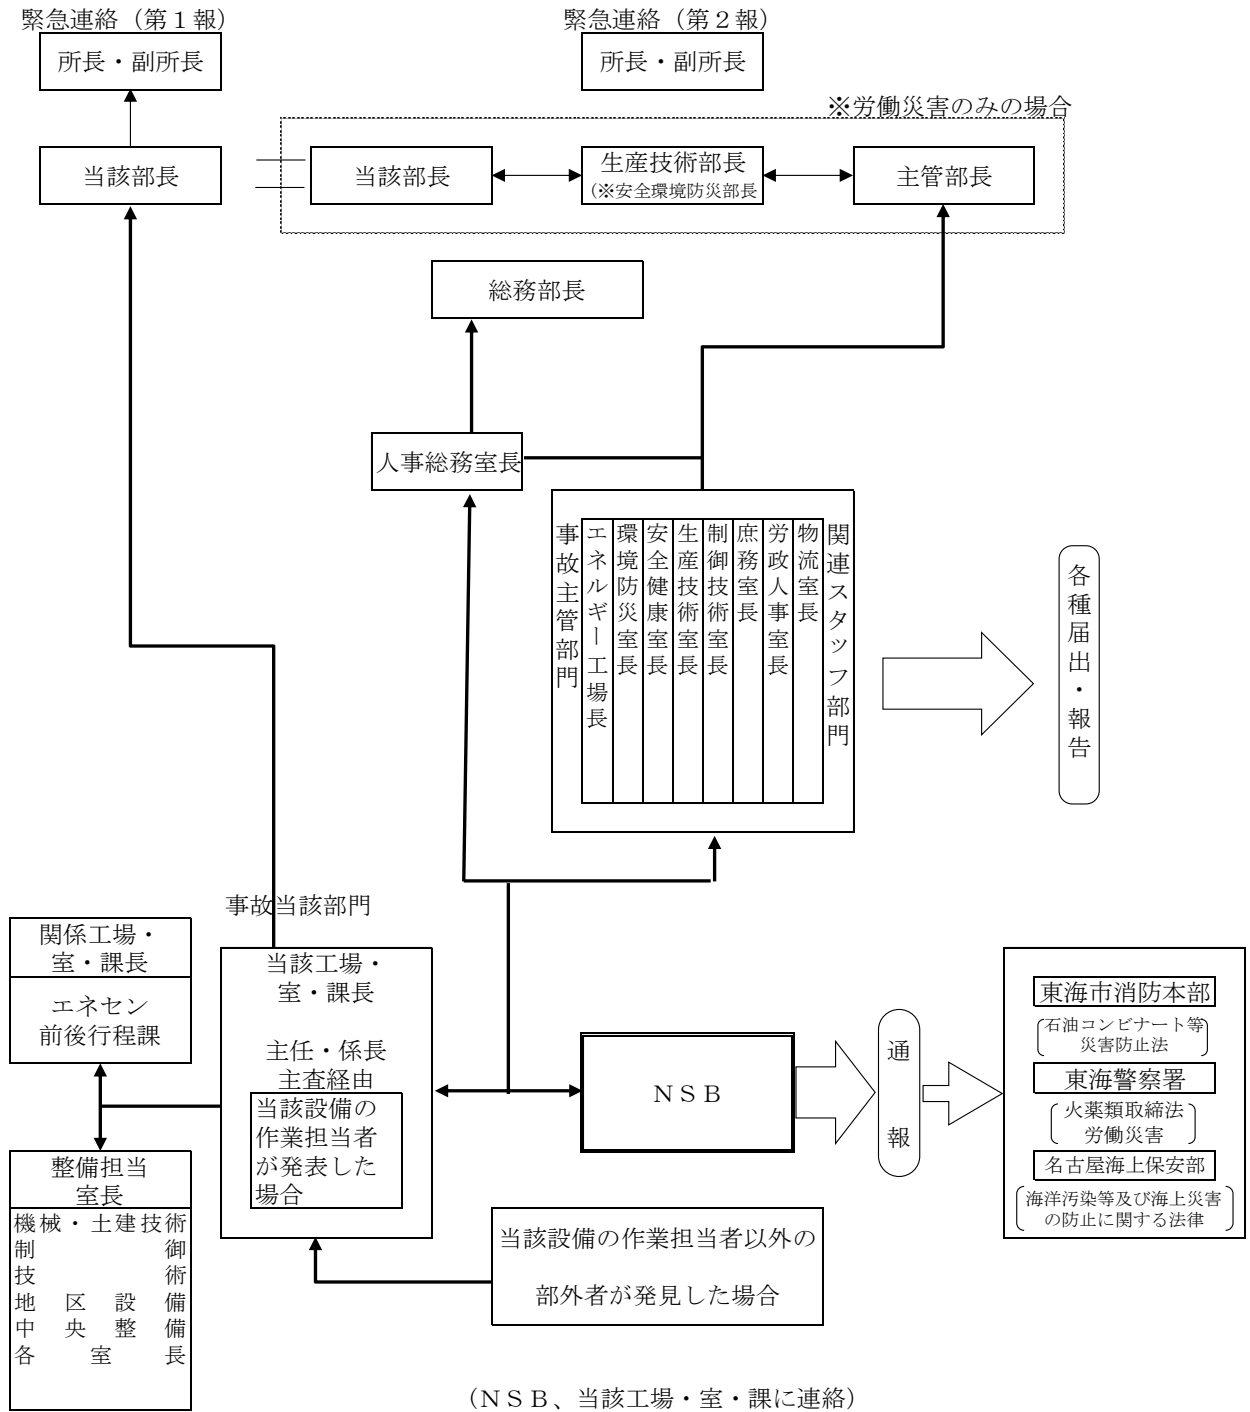 緊急連絡（第１報）
緊急連絡（第２報）
所長・副所長
所長・副所長
※労働災害のみの場合
当該部長
当該部長
生産技術部長
（※安全環境防災部長
主管部長
総務部長
人事総務室長
事故主管部門
エネルギー工場長
環境防災室長
安全健康室長
生産技術室長
制御技術室長
庶務室長
労政人事室長
物流室長
関連スタッフ部門
各種届出・報告
事故当該部門
関係工場・
室・課長
エネセン
前後行程課
当該工場・
室・課長
主任・係長
主査経由
当該設備の
作業担当者
が発表した
場合
ＮＳＢ
通報
東海市消防本部
石油コンビナート等
災害防止法
東海警察署
火薬類取締法
労働災害
名古屋海上保安部
海洋汚染等及び海上災害
の防止に関する法律
整備担当
室長
機械・土建技術
制御
技術
地区設備
中央整備
各室長
当該設備の作業担当者以外の
部外者が発見した場合
（ＮＳＢ、当該工場・室・課に連絡）